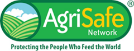 AgriSafe®
Network
Protecting the People Who Feed the World